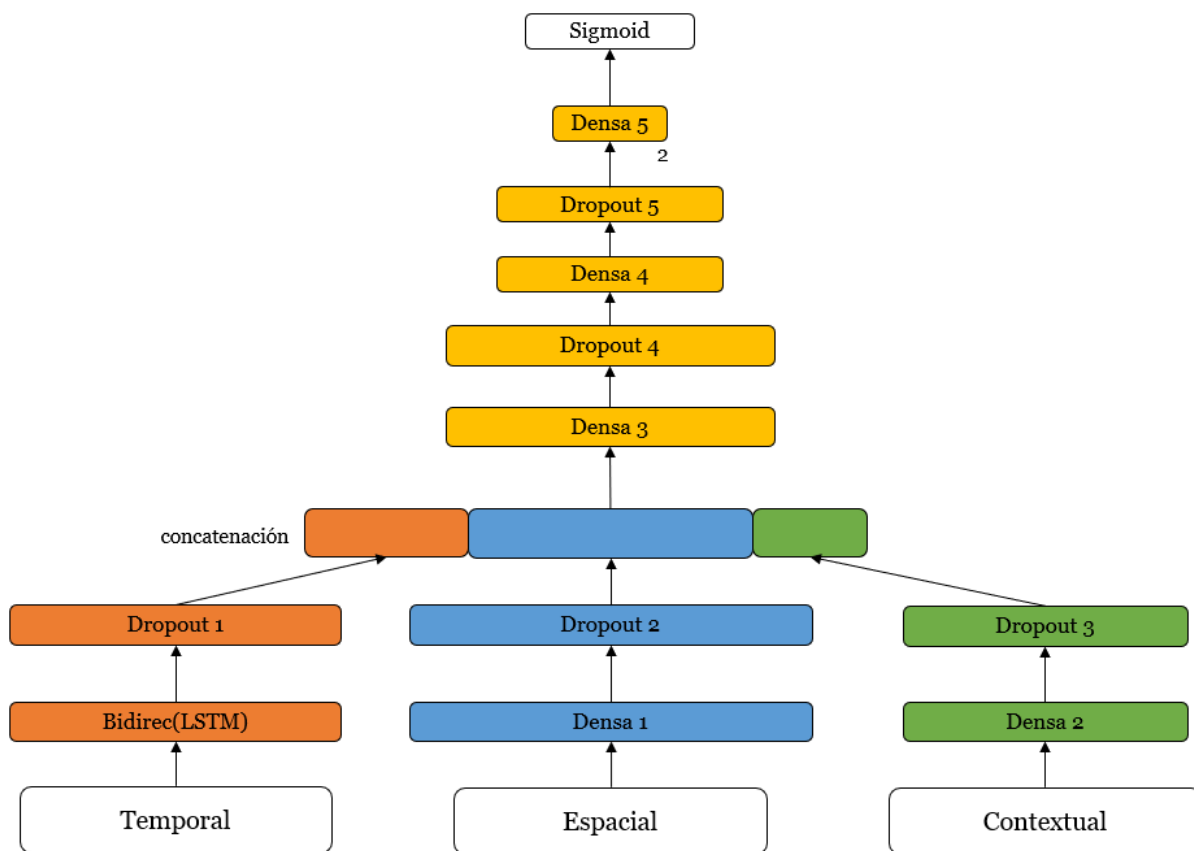 Sigmoid
Densa 5
2
Dropout 5
Densa 4
Dropout 4
Densa 3
concatenación
Dropout 1
Dropout 2
Dropout 3
Bidirec(LSTM)
Densa 1
Densa 2
Temporal
Espacial
Contextual